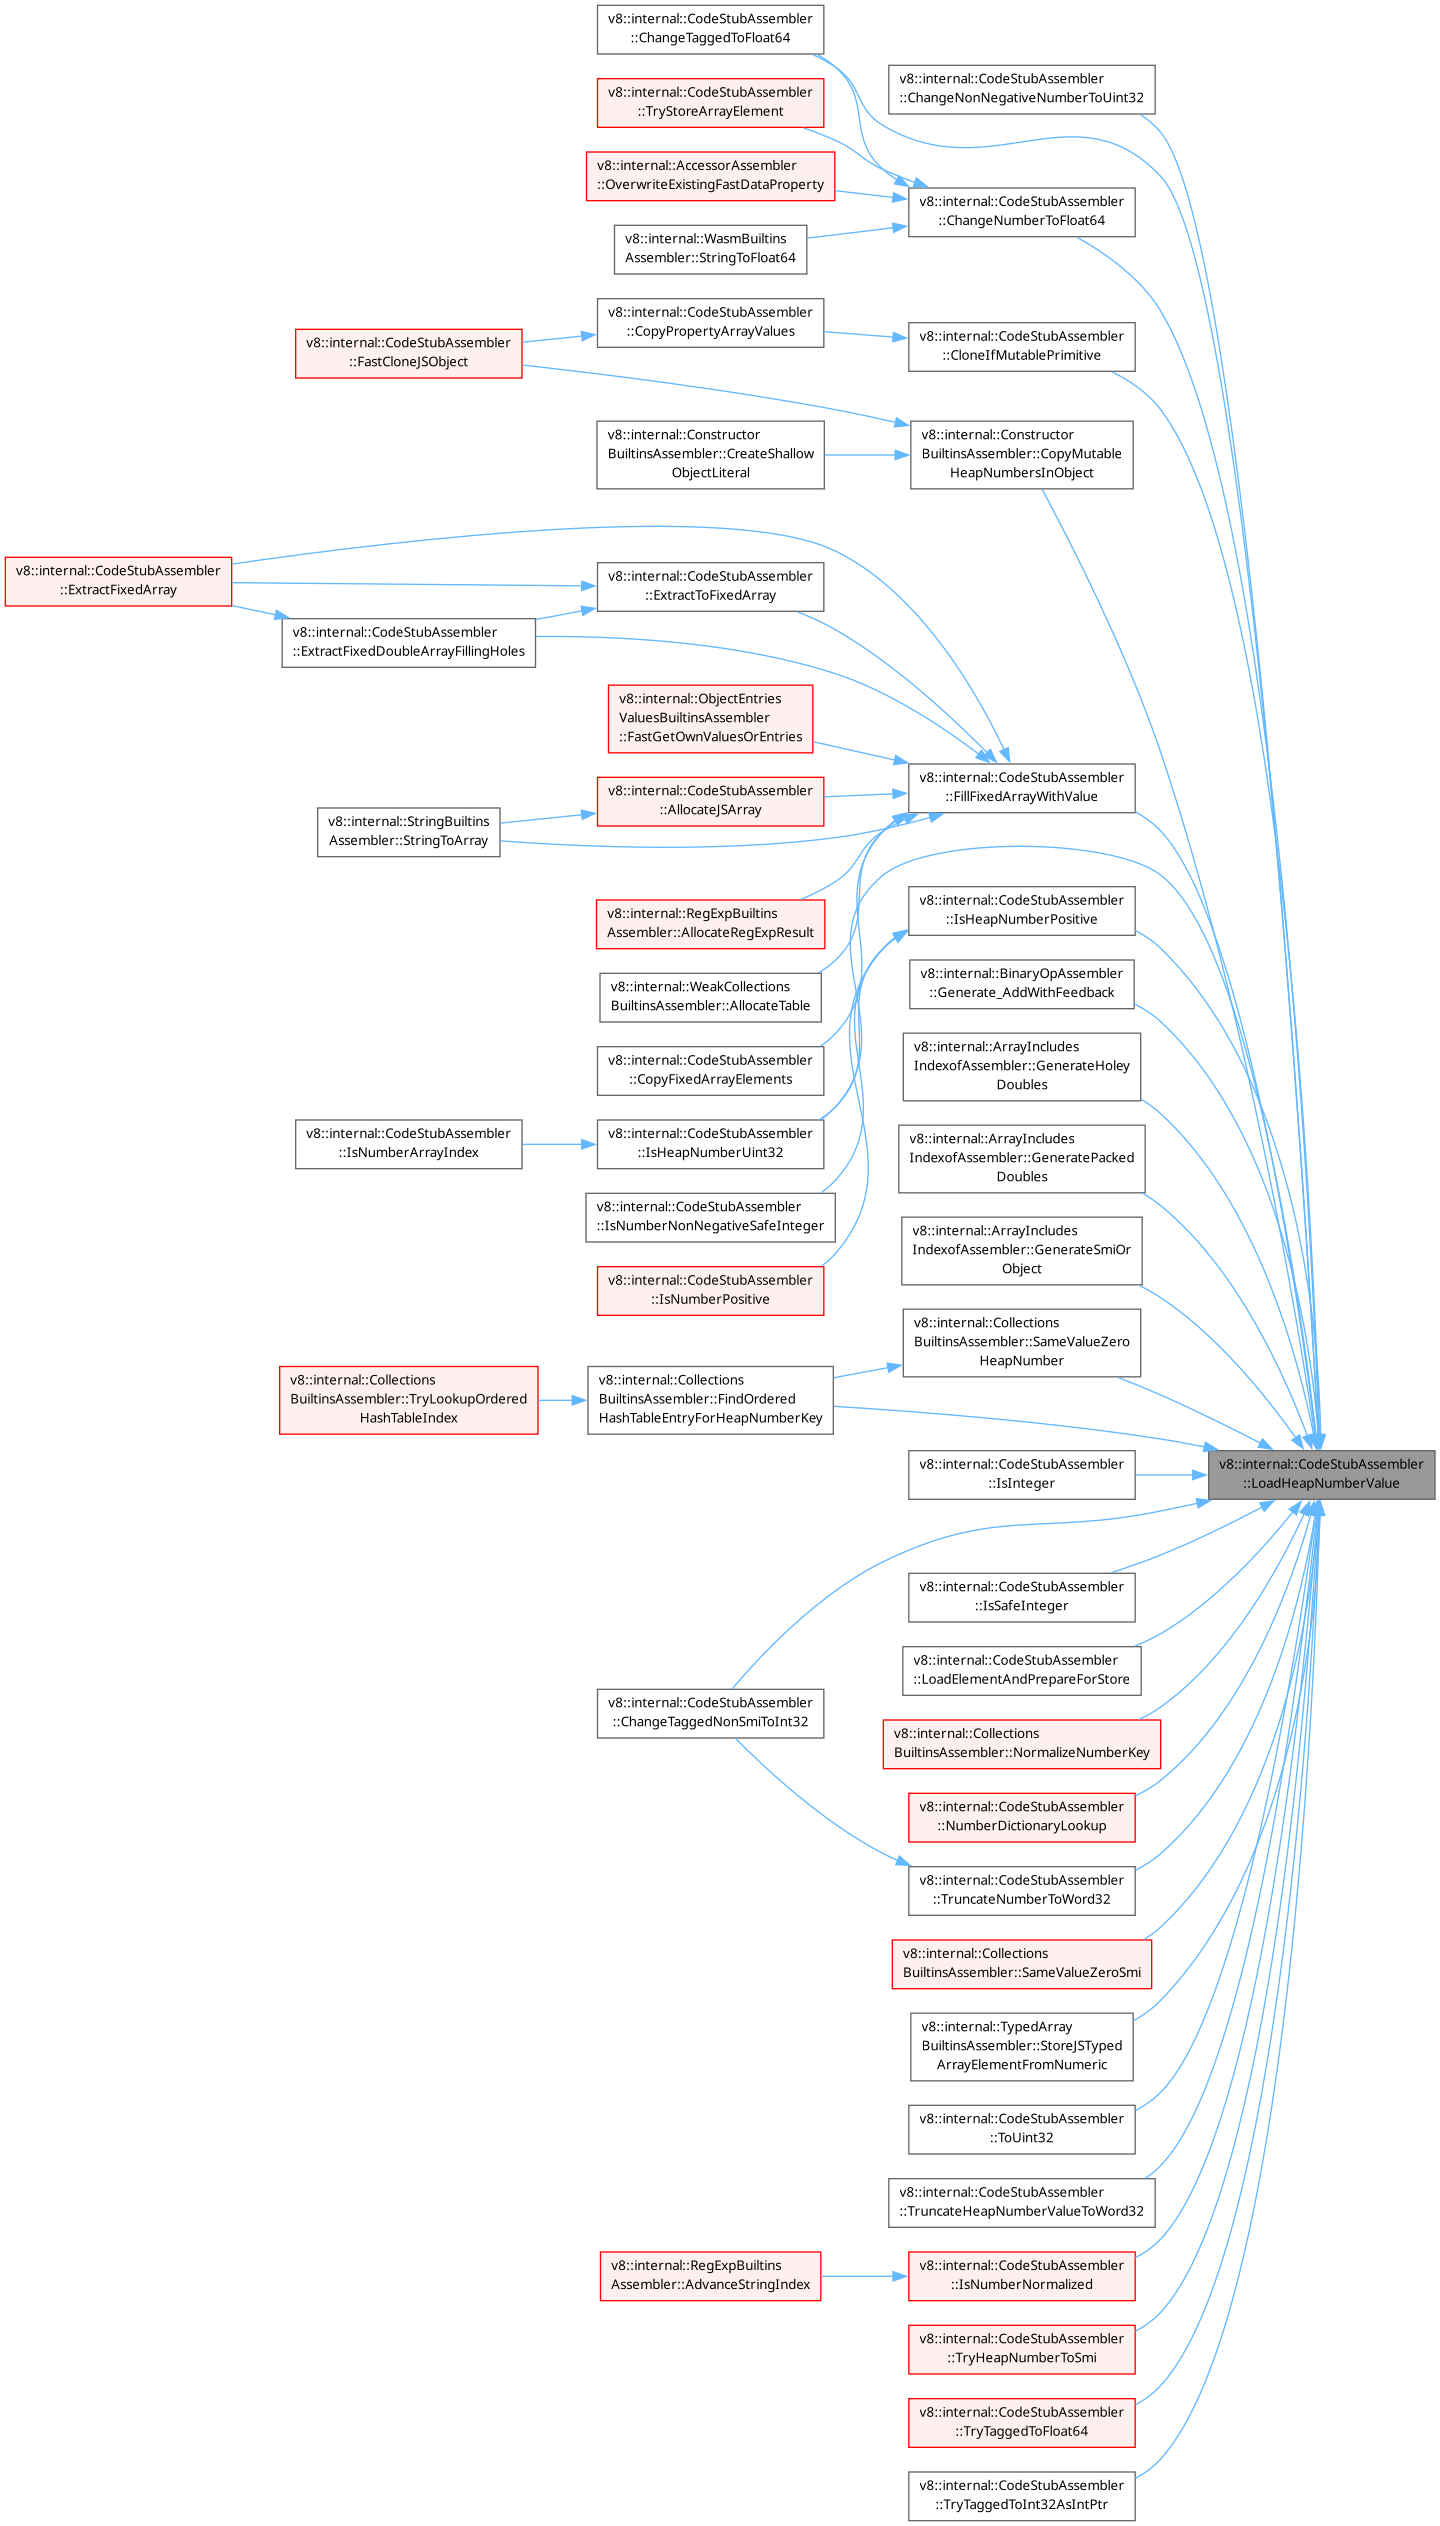 v8::internal::CodeStubAssembler
::ChangeTaggedToFloat64
v8::internal::CodeStubAssembler
::ChangeNonNegativeNumberToUint32
v8::internal::CodeStubAssembler
::TryStoreArrayElement
v8::internal::AccessorAssembler
::OverwriteExistingFastDataProperty
v8::internal::CodeStubAssembler
::ChangeNumberToFloat64
v8::internal::WasmBuiltins
Assembler::StringToFloat64
v8::internal::CodeStubAssembler
::CopyPropertyArrayValues
v8::internal::CodeStubAssembler
::CloneIfMutablePrimitive
v8::internal::CodeStubAssembler
::FastCloneJSObject
v8::internal::Constructor
BuiltinsAssembler::CreateShallow
ObjectLiteral
v8::internal::Constructor
BuiltinsAssembler::CopyMutable
HeapNumbersInObject
v8::internal::CodeStubAssembler
::ExtractFixedArray
v8::internal::CodeStubAssembler
::ExtractToFixedArray
v8::internal::CodeStubAssembler
::ExtractFixedDoubleArrayFillingHoles
v8::internal::ObjectEntries
ValuesBuiltinsAssembler
::FastGetOwnValuesOrEntries
v8::internal::CodeStubAssembler
::FillFixedArrayWithValue
v8::internal::CodeStubAssembler
::AllocateJSArray
v8::internal::StringBuiltins
Assembler::StringToArray
v8::internal::RegExpBuiltins
Assembler::AllocateRegExpResult
v8::internal::CodeStubAssembler
::IsHeapNumberPositive
v8::internal::WeakCollections
BuiltinsAssembler::AllocateTable
v8::internal::BinaryOpAssembler
::Generate_AddWithFeedback
v8::internal::CodeStubAssembler
::CopyFixedArrayElements
v8::internal::ArrayIncludes
IndexofAssembler::GenerateHoley
Doubles
v8::internal::CodeStubAssembler
::IsNumberArrayIndex
v8::internal::CodeStubAssembler
::IsHeapNumberUint32
v8::internal::ArrayIncludes
IndexofAssembler::GeneratePacked
Doubles
v8::internal::CodeStubAssembler
::IsNumberNonNegativeSafeInteger
v8::internal::ArrayIncludes
IndexofAssembler::GenerateSmiOr
Object
v8::internal::CodeStubAssembler
::IsNumberPositive
v8::internal::Collections
BuiltinsAssembler::SameValueZero
HeapNumber
v8::internal::Collections
BuiltinsAssembler::TryLookupOrdered
HashTableIndex
v8::internal::Collections
BuiltinsAssembler::FindOrdered
HashTableEntryForHeapNumberKey
v8::internal::CodeStubAssembler
::IsInteger
v8::internal::CodeStubAssembler
::LoadHeapNumberValue
v8::internal::CodeStubAssembler
::IsSafeInteger
v8::internal::CodeStubAssembler
::LoadElementAndPrepareForStore
v8::internal::CodeStubAssembler
::ChangeTaggedNonSmiToInt32
v8::internal::Collections
BuiltinsAssembler::NormalizeNumberKey
v8::internal::CodeStubAssembler
::NumberDictionaryLookup
v8::internal::CodeStubAssembler
::TruncateNumberToWord32
v8::internal::Collections
BuiltinsAssembler::SameValueZeroSmi
v8::internal::TypedArray
BuiltinsAssembler::StoreJSTyped
ArrayElementFromNumeric
v8::internal::CodeStubAssembler
::ToUint32
v8::internal::CodeStubAssembler
::TruncateHeapNumberValueToWord32
v8::internal::RegExpBuiltins
Assembler::AdvanceStringIndex
v8::internal::CodeStubAssembler
::IsNumberNormalized
v8::internal::CodeStubAssembler
::TryHeapNumberToSmi
v8::internal::CodeStubAssembler
::TryTaggedToFloat64
v8::internal::CodeStubAssembler
::TryTaggedToInt32AsIntPtr